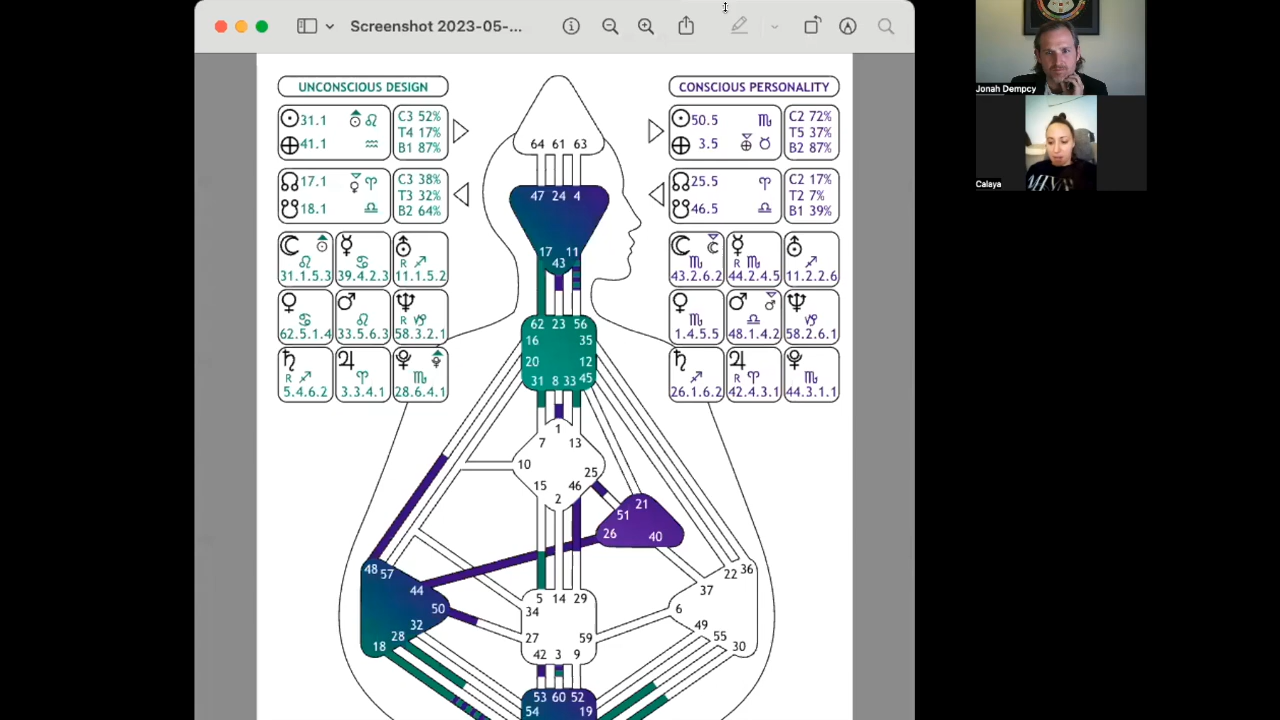 Screenshot 2023-05-...
UNCONSCIOUS DESIGN
CONSCIOUS PERSONALITY
31.1
41.1
C3 52%
T4 17%
B1 87%
17.1
18.1
C3 38%
T3 32%
B2 64%
31.1.5.3
39.4.2.3
R
11.1.5.2
62.5.1.4
33.5.6.3
R
58.3.2.1
R
5.4.6.2
3.3.4.1
28.6.4.1
50.5
3.5
C2 72%
T5 37%
B2 87%
25.5
46.5
C2 17%
T2 7%
B1 39%
43.2.6.2
R
44.2.4.5
11.2.2.6
1.4.5.5
48.1.4.2
58.2.6.1
26.1.6.2
R
42.4.3.1
44.3.1.1
64 61 63
47 24 4
17 11
43
62 23 56
16 35
20 12
31 8 33 45
1
7 13
10 25
15 46
2
21
51
26 40
48 57
44
50
32
28
18
5 14 29
34
27 59
42 3 9
36
22
37
6
49
55
30
53 60 52
54 19
Jonah Dempcy
Calaya